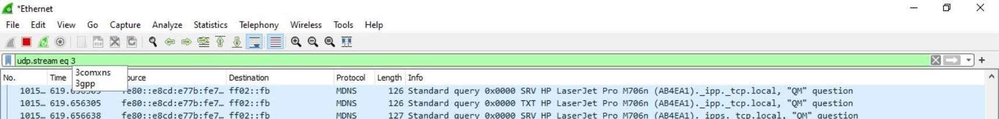 *Ethernet
File Edit View Go Capture Analyze Statistics Telephony Wireless Tools Help
udp.stream eq 3
3comxns
3gpp
No. Time ource Destination Protocol Length Info
1015… 619.656305 fe80::e8cd:e77b:fe7… ff02::fb MDNS 126 Standard query 0x0000 SRV HP LaserJet Pro M706n (AB4EA1)._ipp._tcp.local, "QM" question
1015… 619.656305 fe80::e8cd:e77b:fe7… ff02::fb MDNS 126 Standard query 0x0000 TXT HP LaserJet Pro M706n (AB4EA1)._ipp._tcp.local, "QM" question
1015… 619.656638 fe80::e8cd:e77b:fe7… ff02::fb MDNS 127 Standard query 0x0000 SRV HP LaserJet Pro M706n (AB4EA1)._ipps._tcp.local, "QM" question